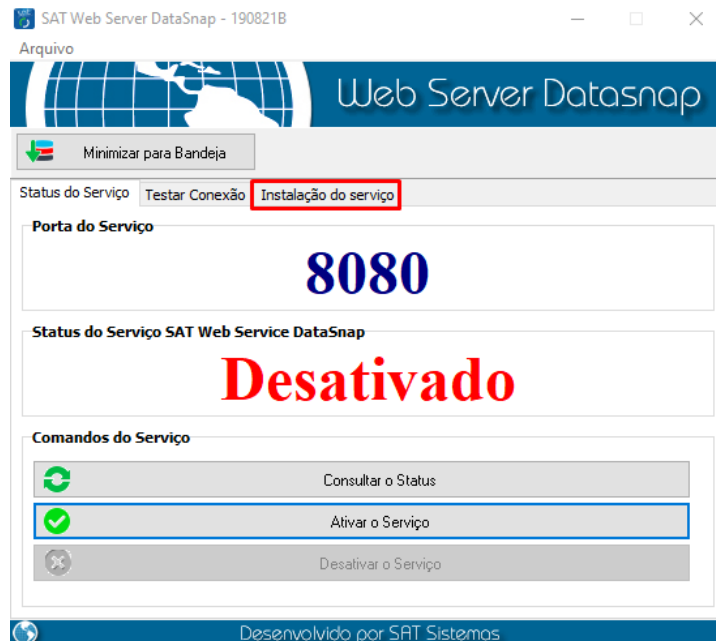 SAT Web Server DataSnap - 190821B
Arquivo
Web Server Datasnap
Minimizar para Bandeja
Status do Serviço Testar Conexão Instalação do serviço
Porta do Serviço
8080
Status do Serviço SAT Web Service DataSnap
Desativado
Comandos do Serviço
Consultar o Status
Ativar o Serviço
Desativar o Serviço
Desenvolvido por SAT Sistemas